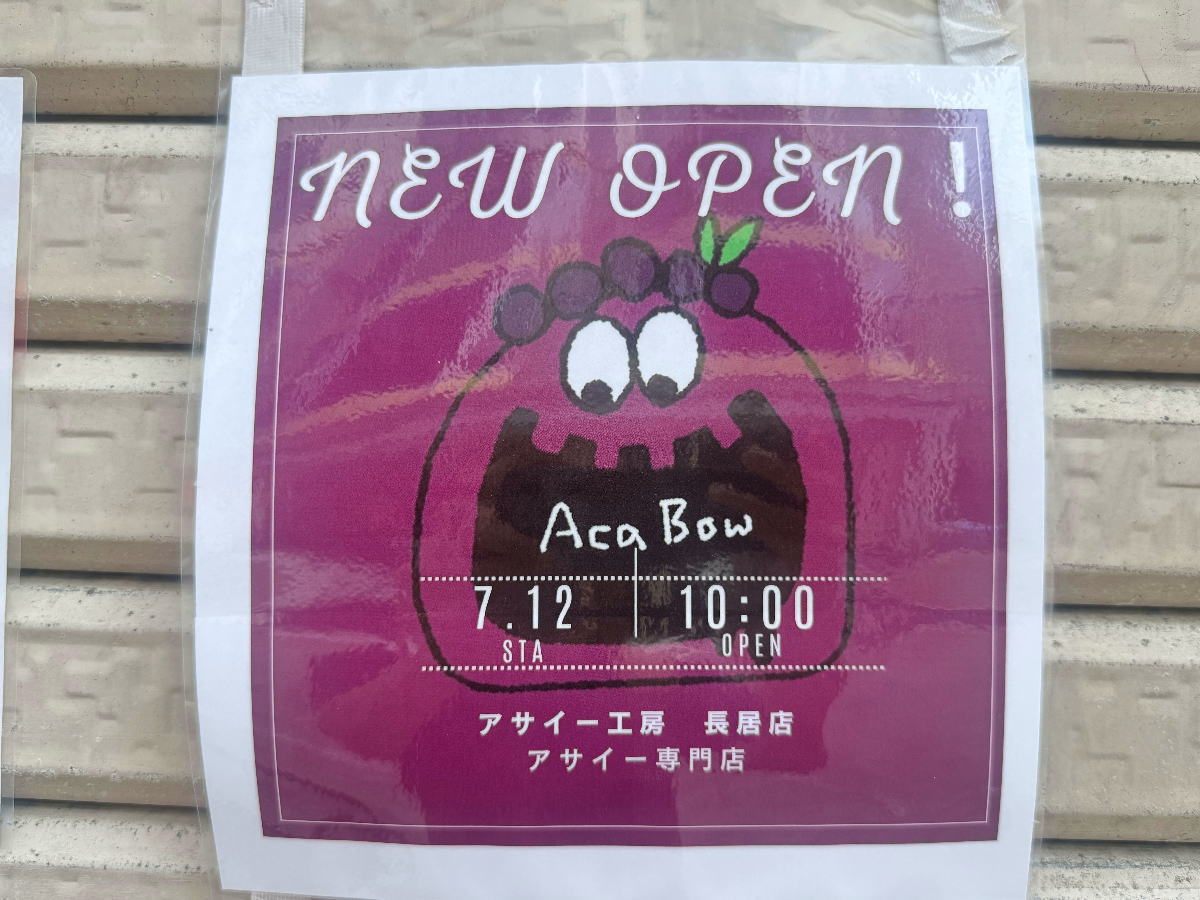 NEW OPEN!
Aca Bow
7.12 10:00
STA OPEN
アサイー工房 長居店
アサイー専門店